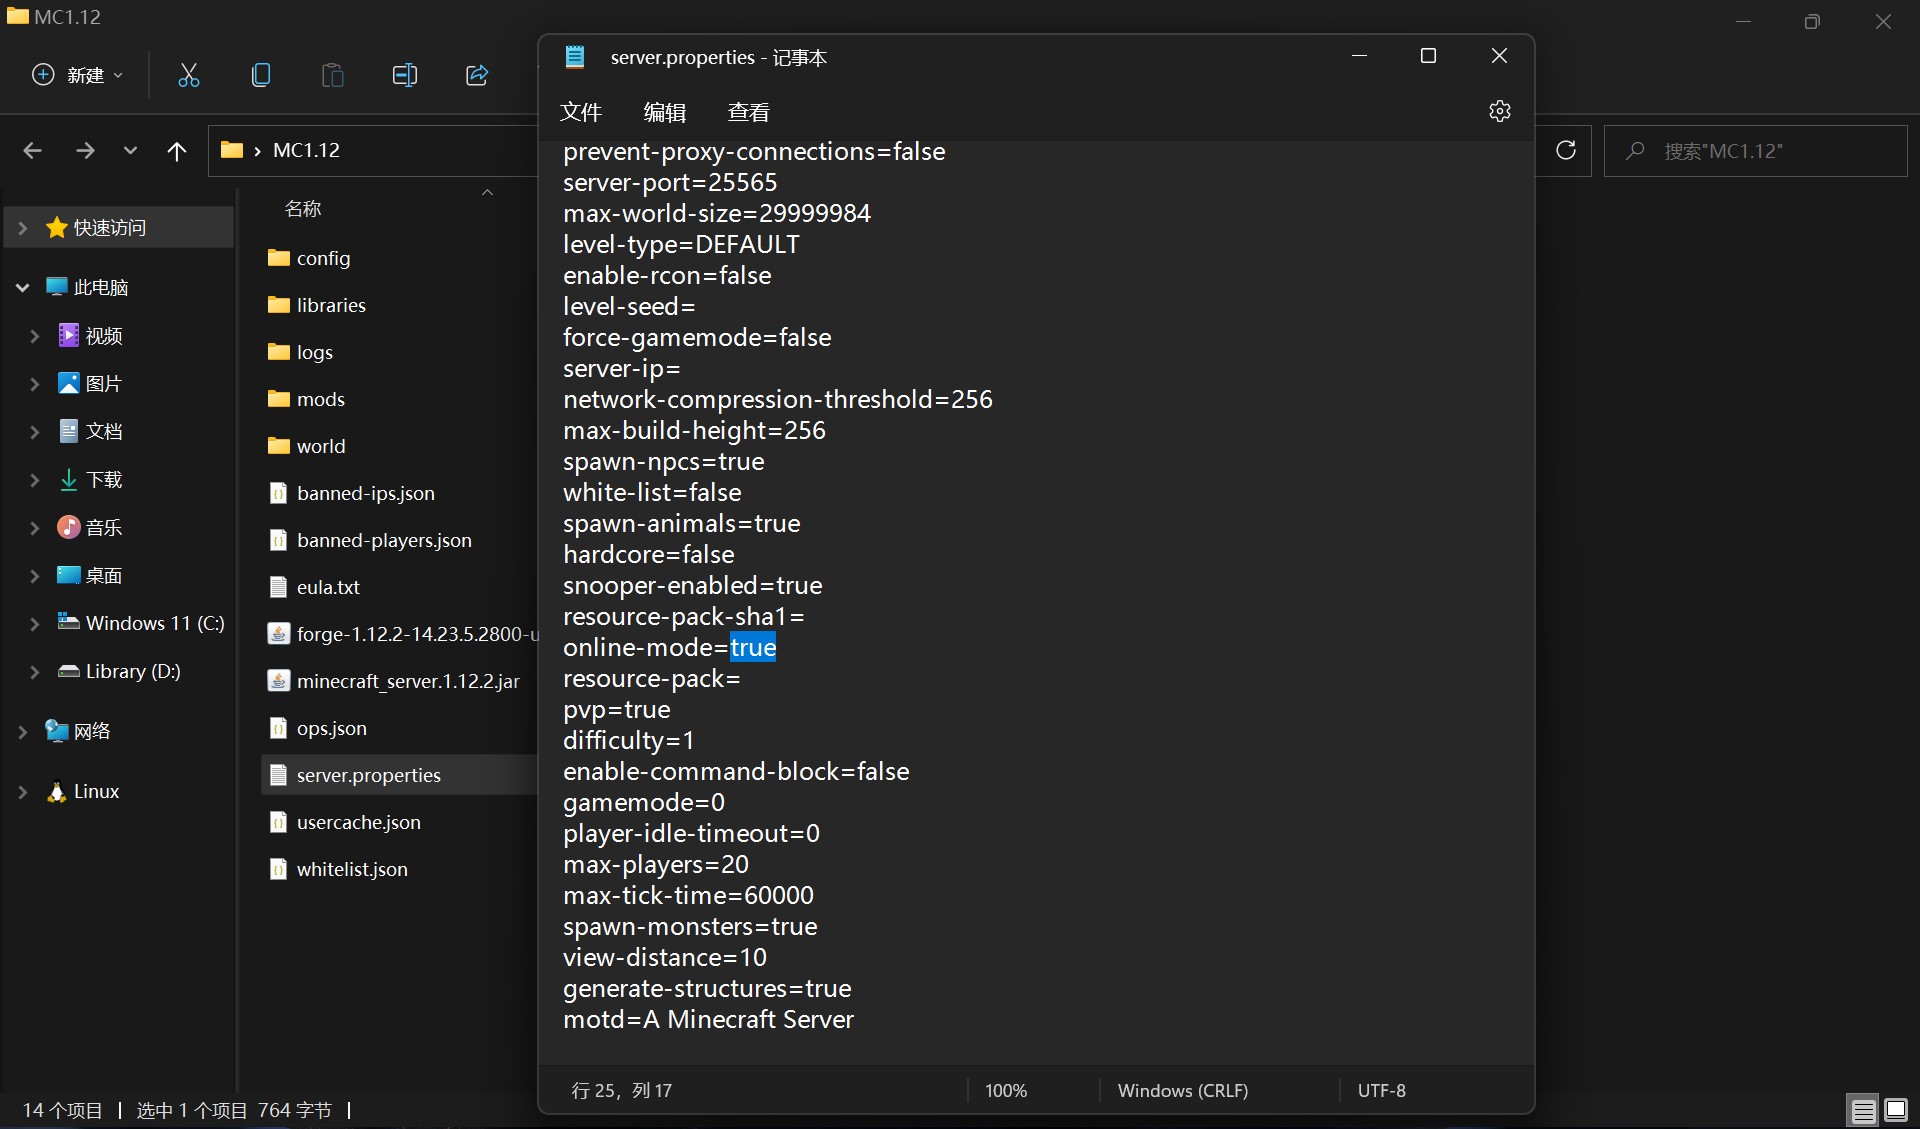 MC1.12
新建
MC1.12
搜索"MC1.12"
快速访问
此电脑
视频
图片
文档
下载
音乐
桌面
Windows 11 (C:)
Library (D:)
网络
Linux
名称
config
libraries
logs
mods
world
banned-ips.json
banned-players.json
eula.txt
forge-1.12.2-14.23.5.2800-u
minecraft_server.1.12.2.jar
ops.json
server.properties
usercache.json
whitelist.json
14 个项目
选中 1 个项目 764 字节
server.properties - 记事本
文件 编辑 查看
prevent-proxy-connections=false
server-port=25565
max-world-size=29999984
level-type=DEFAULT
enable-rcon=false
level-seed=
force-gamemode=false
server-ip=
network-compression-threshold=256
max-build-height=256
spawn-npcs=true
white-list=false
spawn-animals=true
hardcore=false
snooper-enabled=true
resource-pack-sha1=
online-mode=true
resource-pack=
pvp=true
difficulty=1
enable-command-block=false
gamemode=0
player-idle-timeout=0
max-players=20
max-tick-time=60000
spawn-monsters=true
view-distance=10
generate-structures=true
motd=A Minecraft Server
行 25，列 17
100%
Windows (CRLF)
UTF-8